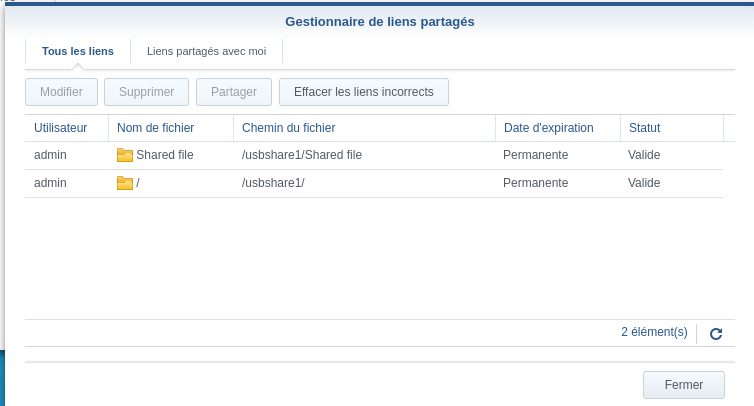 Gestionnaire de liens partagés
Tous les liens Liens partagés avec moi
Modifier Supprimer Partager Effacer les liens incorrects
Utilisateur Nom de fichier Chemin du fichier Date d'expiration Statut
admin Shared file /usbshare1/Shared file Permanente Valide
admin / /usbshare1/ Permanente Valide
2 élément(s)
Fermer